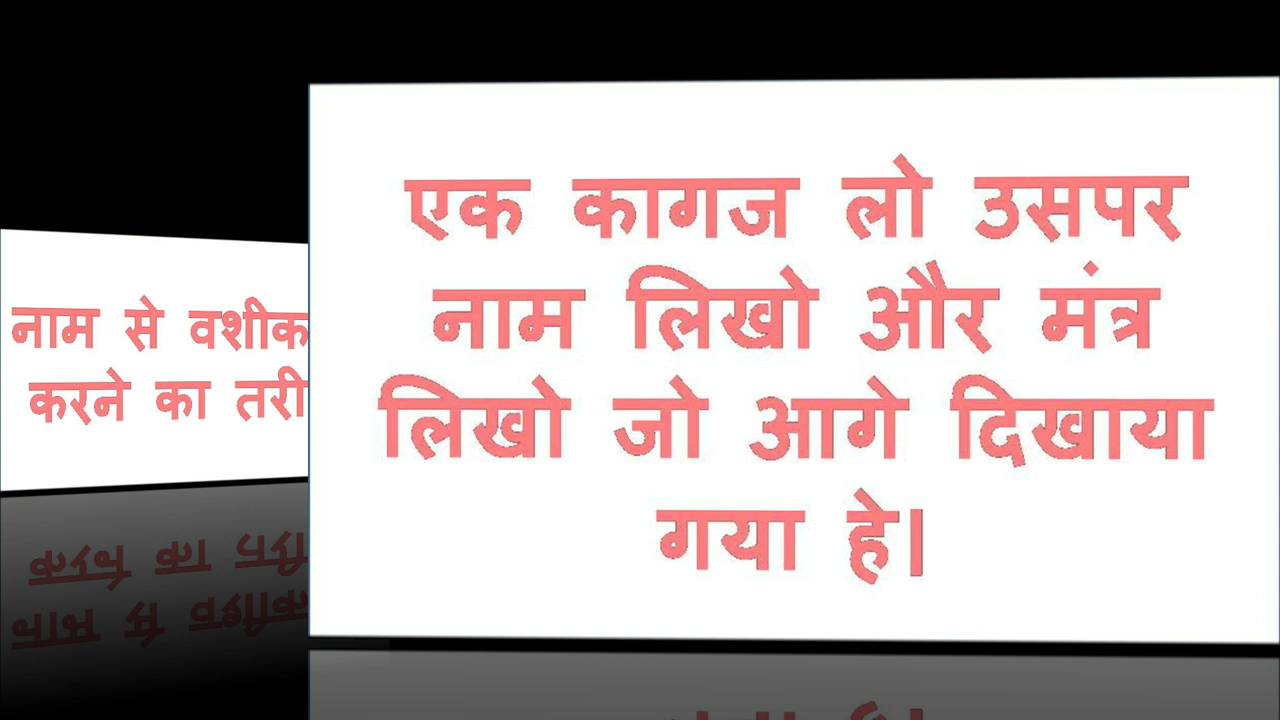 नाम से वशीक
करने का तरी
एक कागज लो उसपर
नाम लिखो और मंत्र
लिखो जो आगे दिखाया
गया हे।